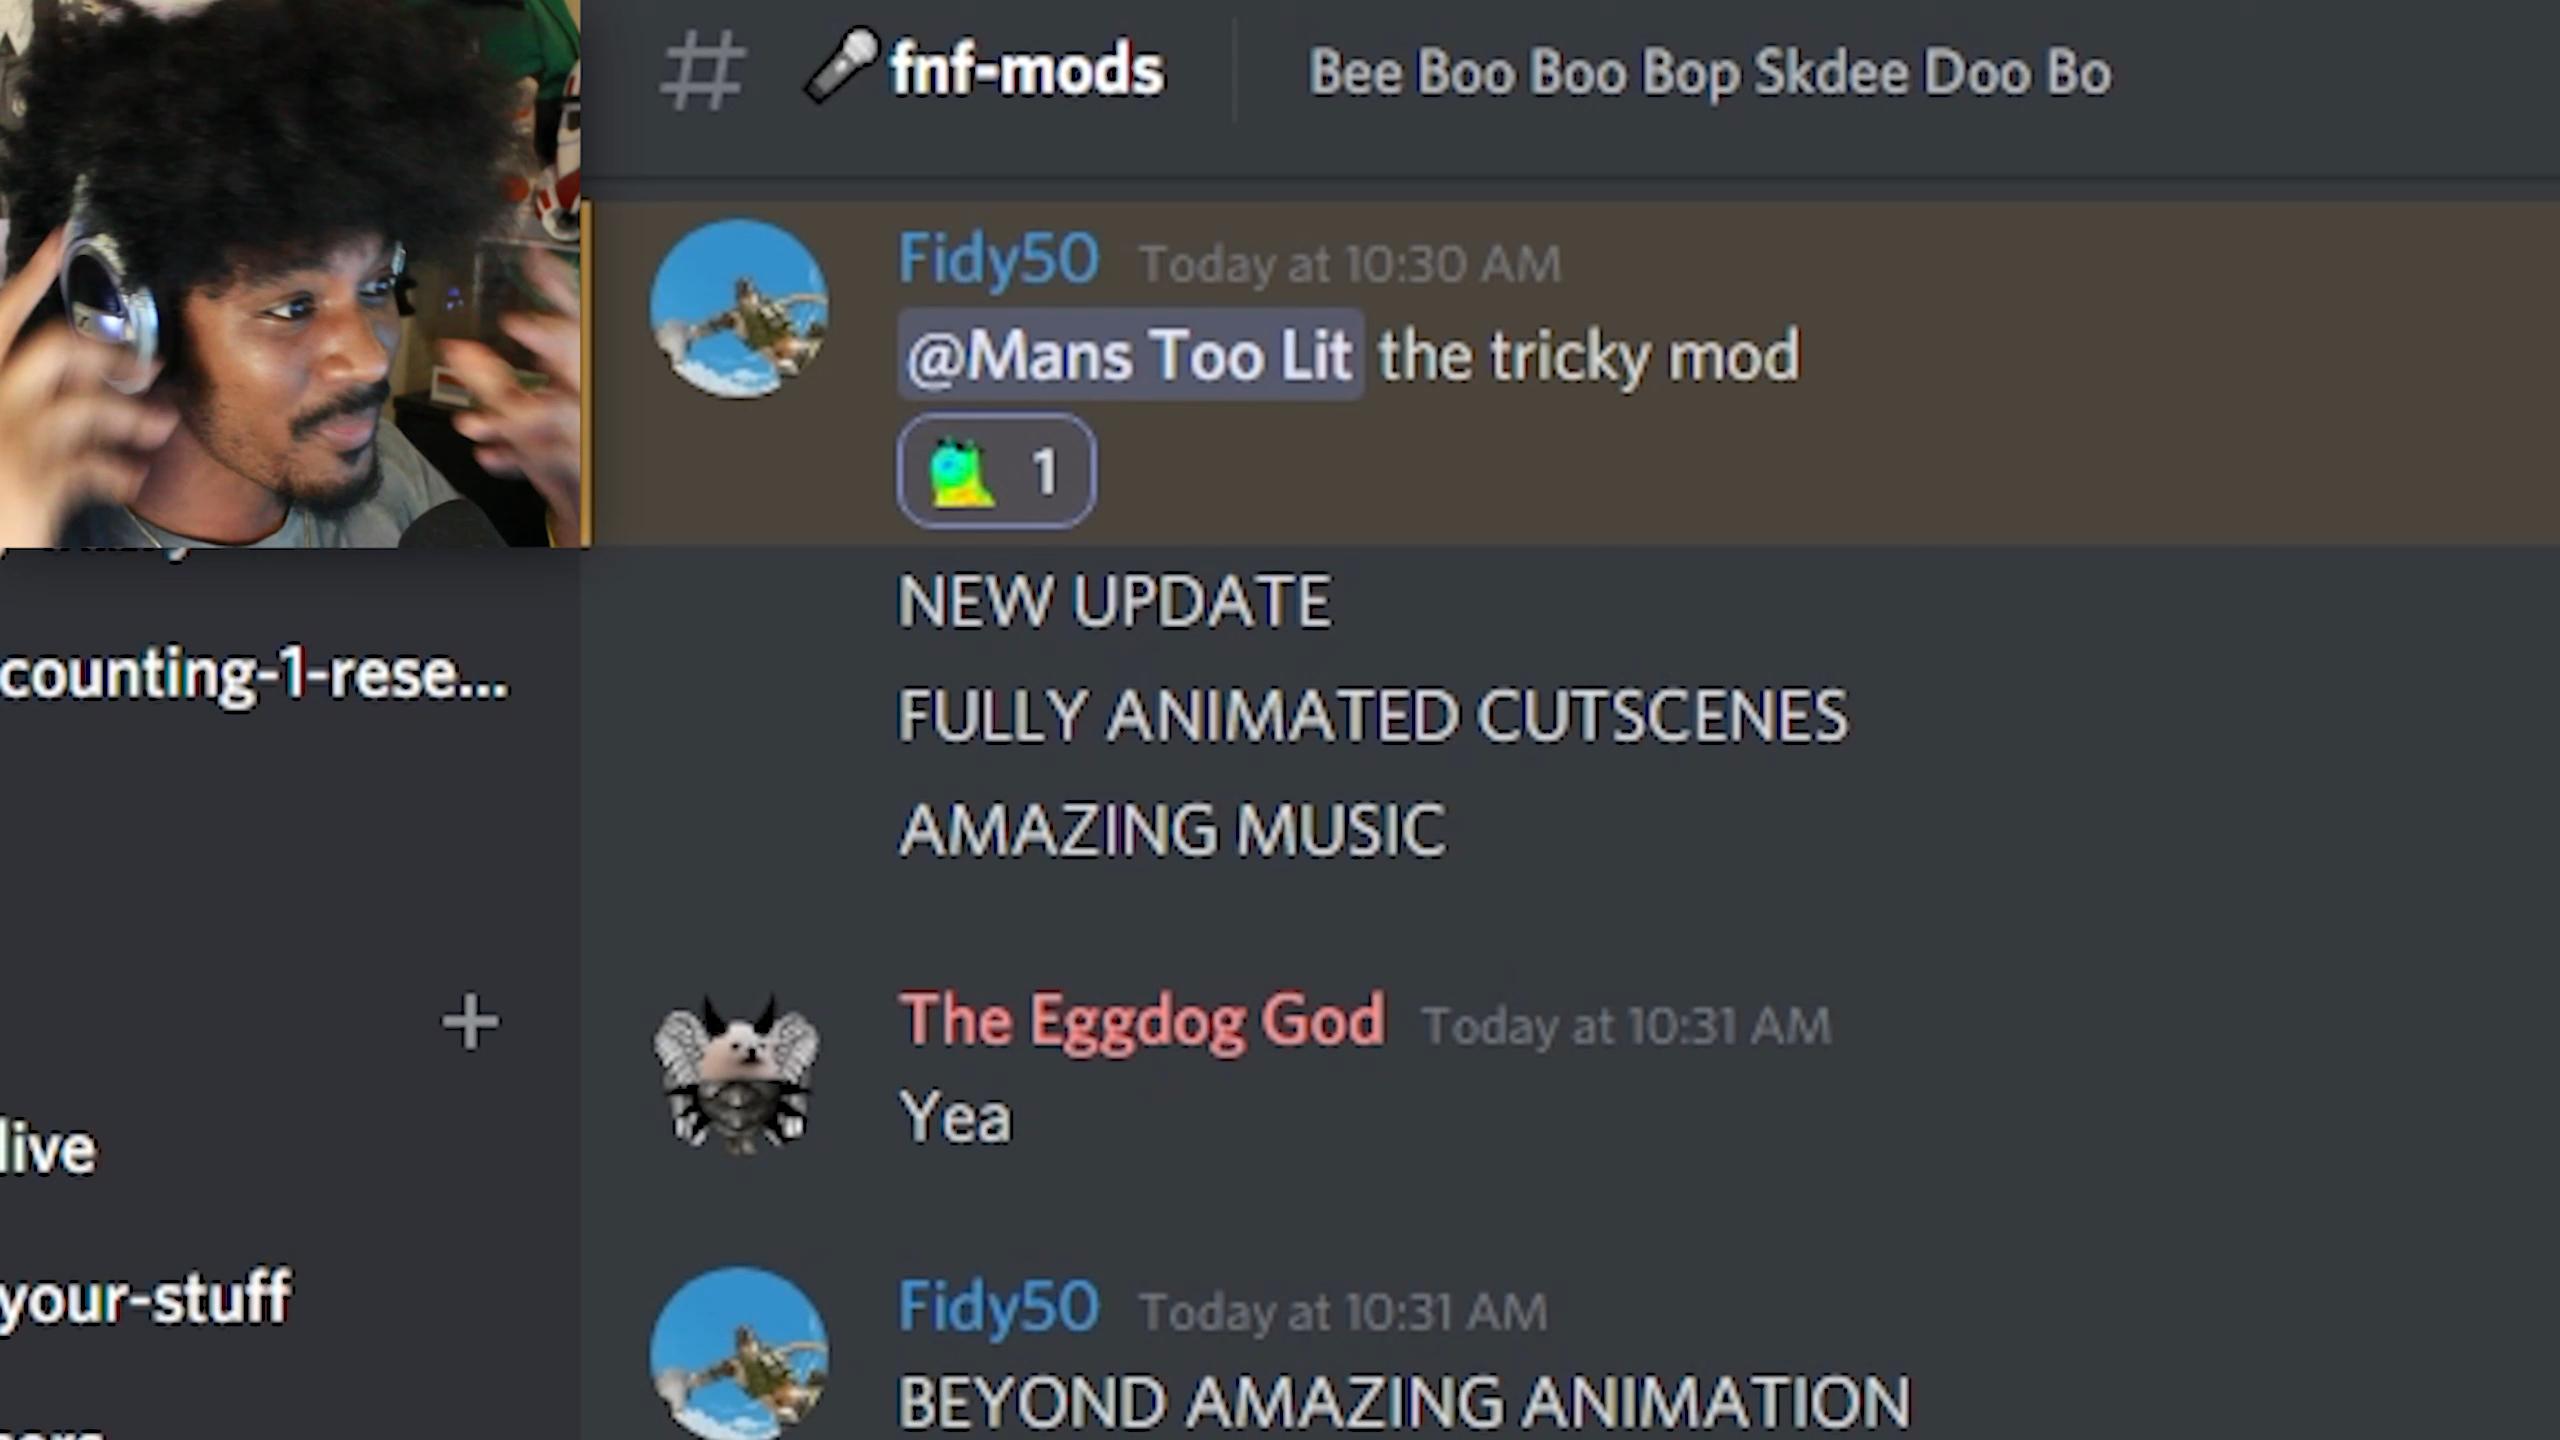 fnf-mods
Bee Boo Boo Bop Skdee Doo Bo
Fidy50 Today at 10:30 AM
@Mans Too Lit the tricky mod
1
NEW UPDATE
FULLY ANIMATED CUTSCENES
AMAZING MUSIC
The Eggdog God Today at 10:31 AM
Yea
Fidy50 Today at 10:31 AM
BEYOND AMAZING ANIMATION
counting-1-rese...
live
your-stuff